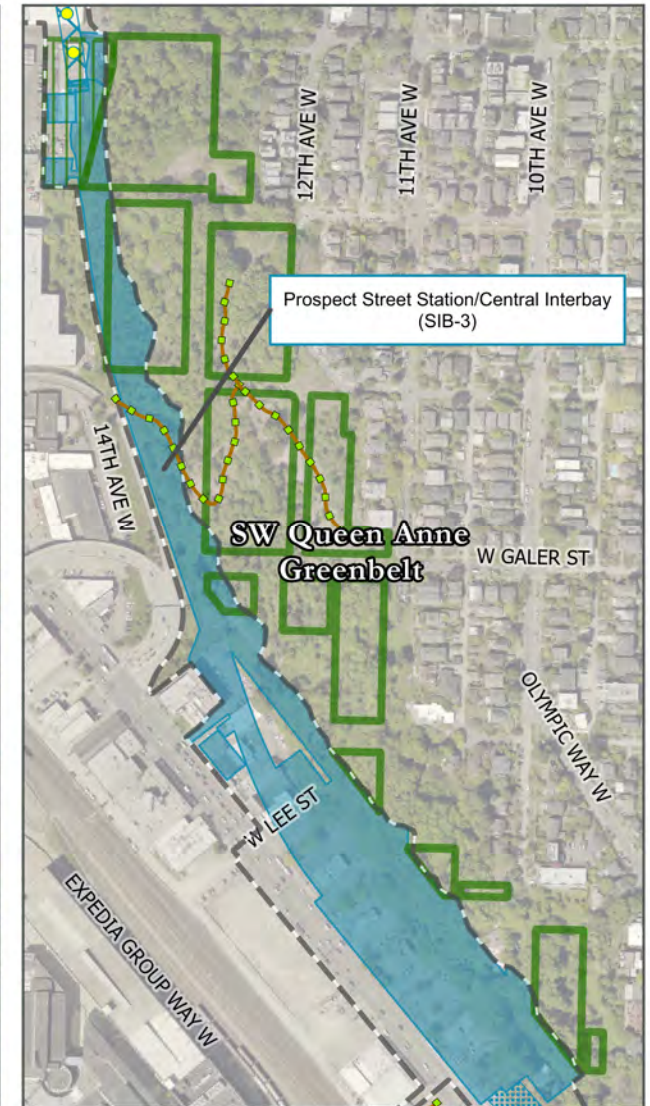 12TH AVE W
11TH AVE W
10TH AVE W
Prospect Street Station/Central Interbay
(SIB-3)
14TH AVE W
SW Queen Anne
Greenbelt
W GALER ST
OLYMPIC WAY W
W LEE ST
EXPEDIA GROUP WAY W